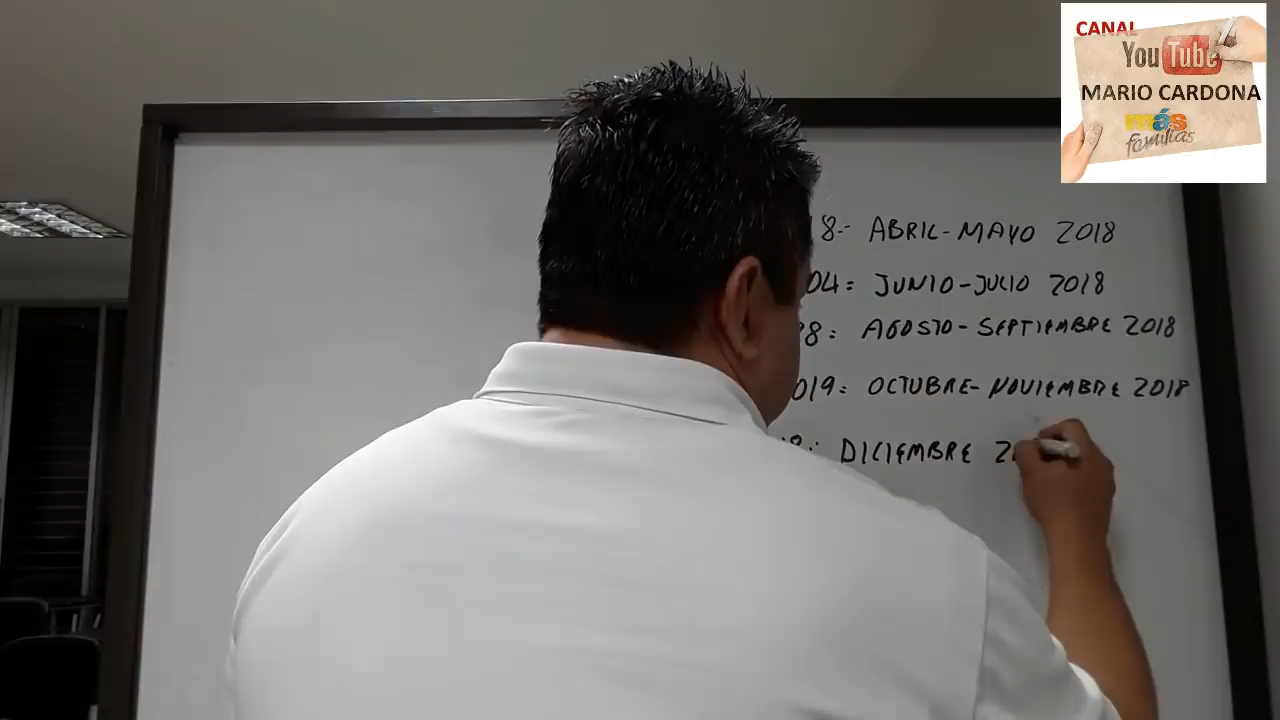 CANAL
YouTube
MARIO CARDONA
más
familias
8.- ABRIL-MAYO 2018
04: JUNIO-JULIO 2018
8: AGOSTO-SEPTIEMBRE 2018
019: OCTUBRE-NOVIEMBRE 2018
DICIEMBRE 2